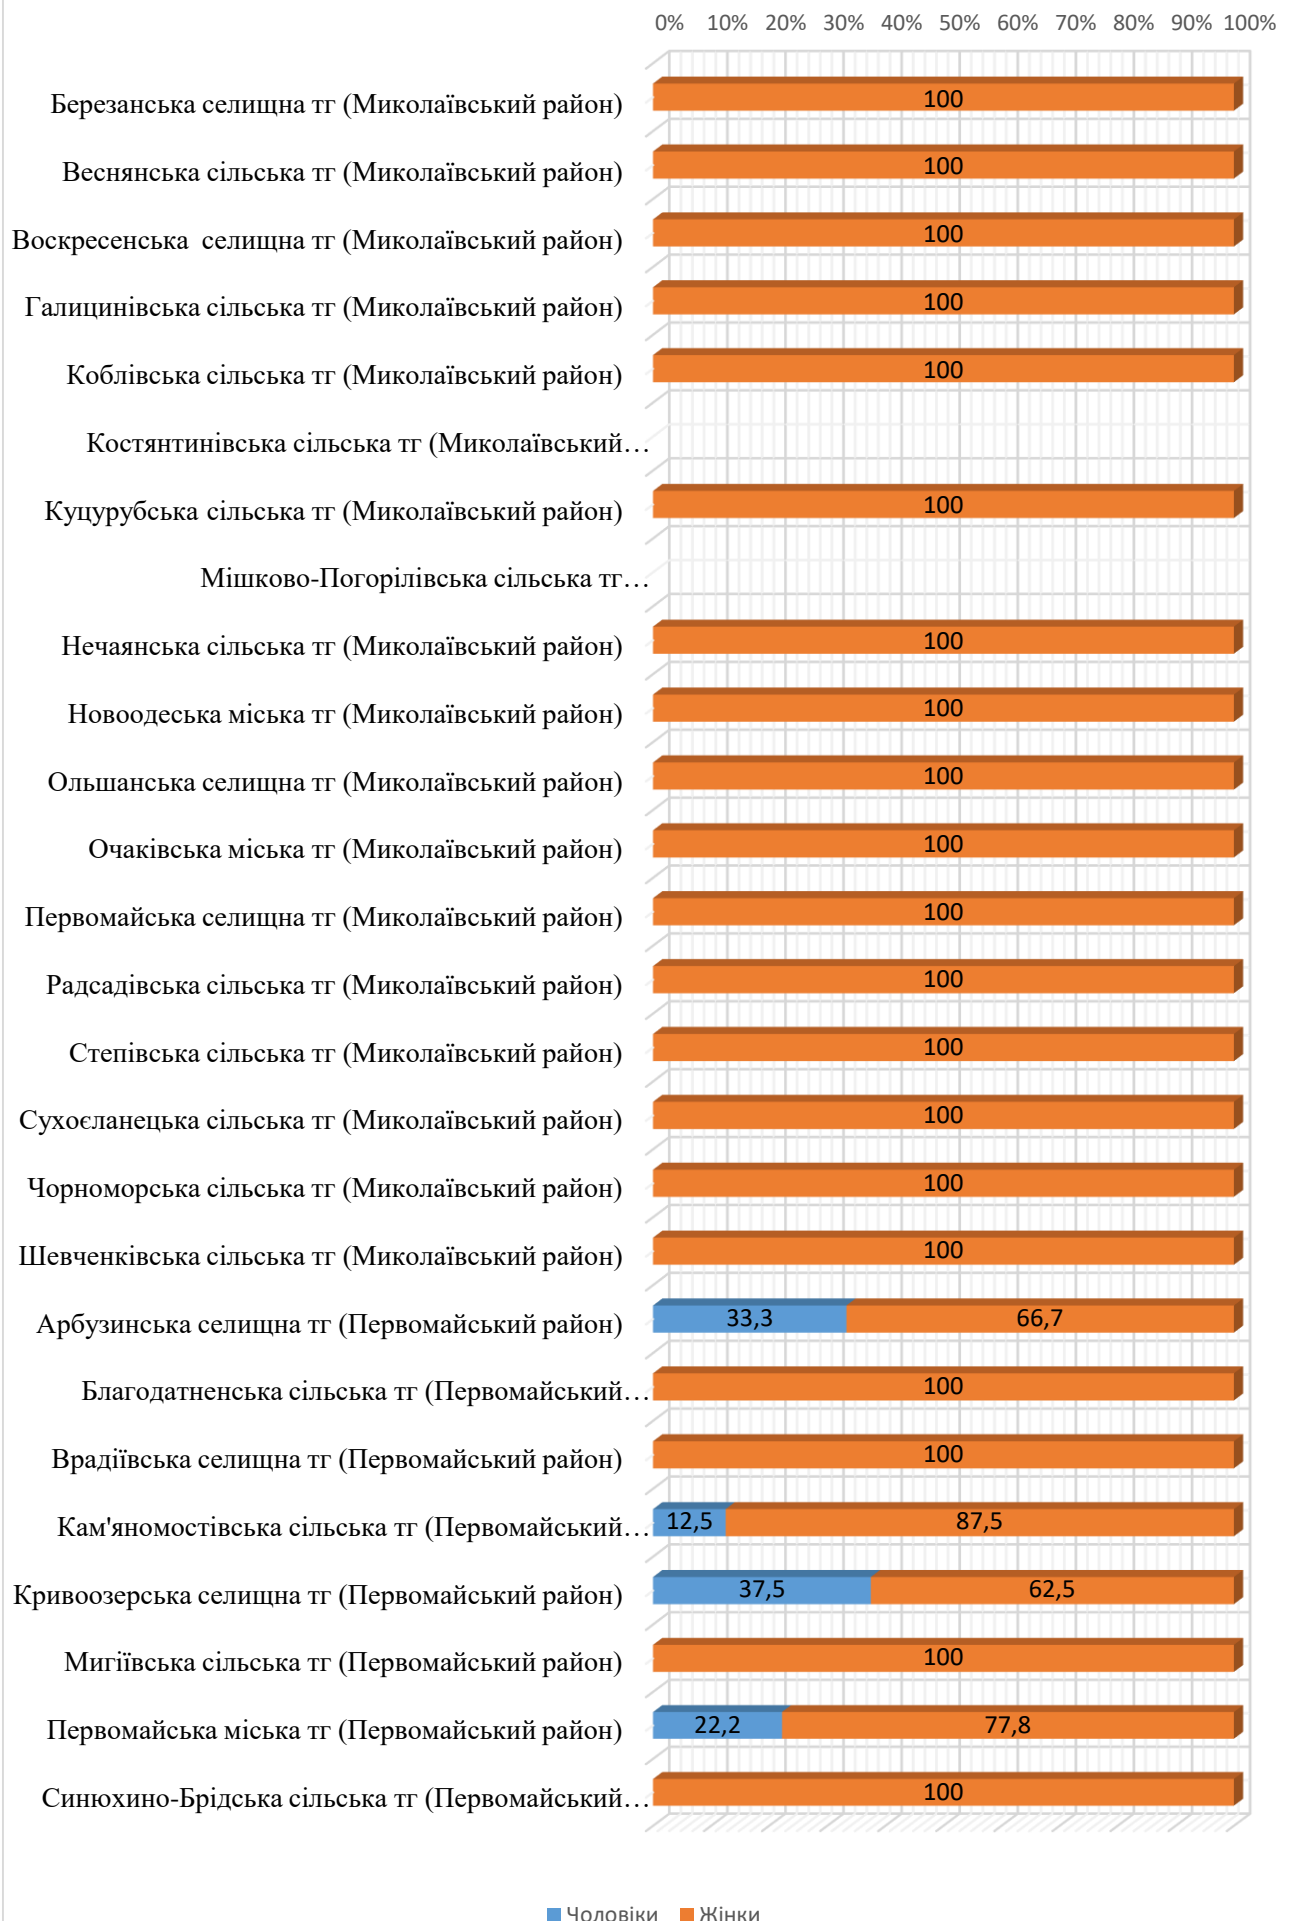 0% 10% 20% 30% 40% 50% 60% 70% 80% 90% 100%
Березанська селищна тг (Миколаївський район) 100
Веснянська сільська тг (Миколаївський район) 100
Воскресенська селищна тг (Миколаївський район) 100
Галицинівська сільська тг (Миколаївський район) 100
Коблівська сільська тг (Миколаївський район) 100
Костянтинівська сільська тг (Миколаївський…
Куцурубська сільська тг (Миколаївський район) 100
Мішково-Погорілівська сільська тг…
Нечаянська сільська тг (Миколаївський район) 100
Новоодеська міська тг (Миколаївський район) 100
Ольшанська селищна тг (Миколаївський район) 100
Очаківська міська тг (Миколаївський район) 100
Первомайська селищна тг (Миколаївський район) 100
Радсадівська сільська тг (Миколаївський район) 100
Степівська сільська тг (Миколаївський район) 100
Сухоєланецька сільська тг (Миколаївський район) 100
Чорноморська сільська тг (Миколаївський район) 100
Шевченківська сільська тг (Миколаївський район) 100
Арбузинська селищна тг (Первомайський район) 33,3 66,7
Благодатненська сільська тг (Первомайський… 100
Врадіївська селищна тг (Первомайський район) 100
Кам'яномостівська сільська тг (Первомайський… 12,5 87,5
Кривоозерська селищна тг (Первомайський район) 37,5 62,5
Мигіївська сільська тг (Первомайський район) 100
Первомайська міська тг (Первомайський район) 22,2 77,8
Синюхино-Брідська сільська тг (Первомайський… 100
Чоловіки Жінки